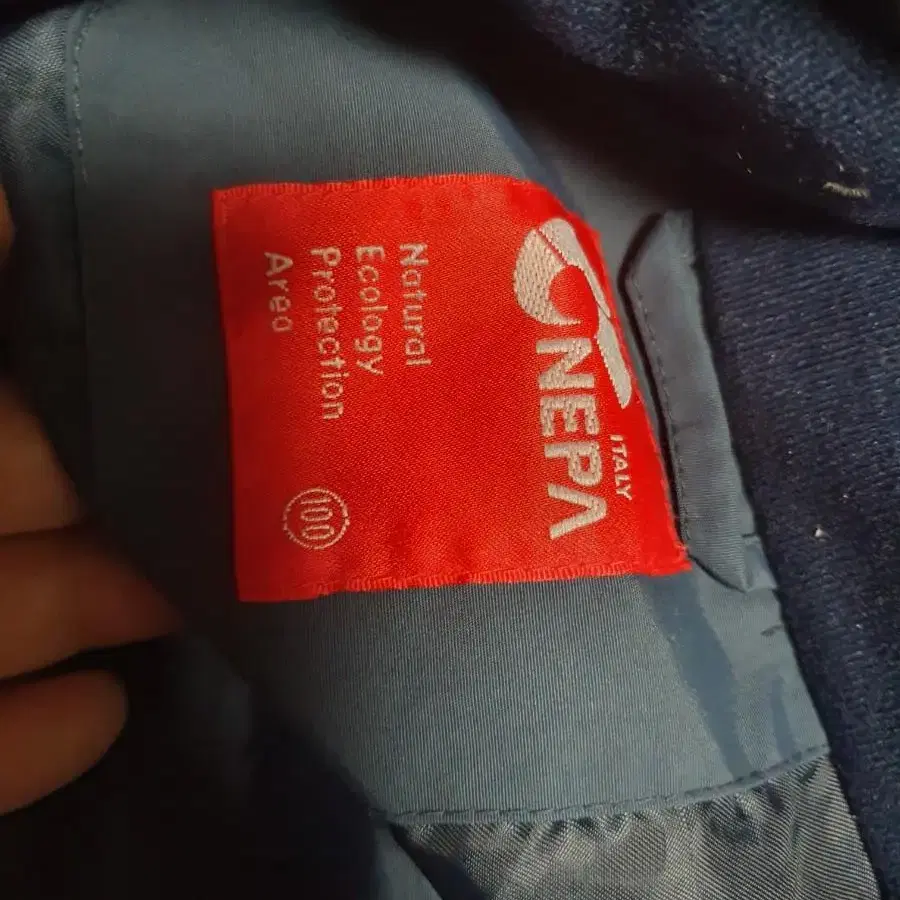 NEPA
ITALY
Natural
Ecology
Protection
Area
100